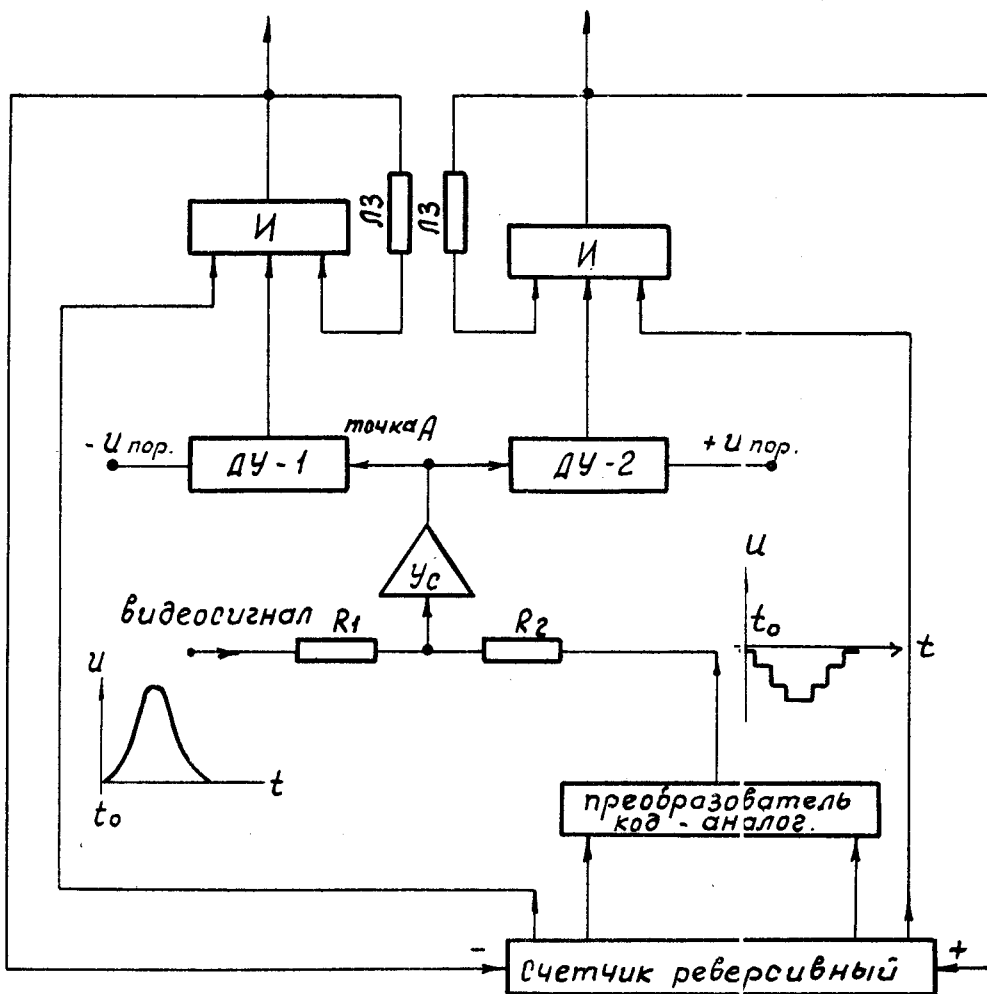 ЛЗ
ЛЗ
И
И
точка А
- U пор.
ДУ-1
ДУ-2
+ U пор.
Ус
видеосигнал
R1
R2
U
t0
t
U
t
t0
преобразователь
код - аналог.
-
Счетчик реверсивный
+